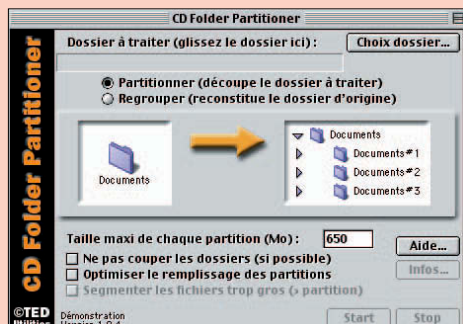 CD Folder Partitioner
Dossier à traiter (glissez le dossier ici) :
Choix dossier...
Partitionner (découpe le dossier à traiter)
Regrouper (reconstitue le dossier d'origine)
Documents
Documents
Documents#1
Documents#2
Documents#3
Taille maxi de chaque partition (Mo) :
650
Aide...
Ne pas couper les dossiers (si possible)
Infos...
Optimiser le remplissage des partitions
Segmenter les fichiers trop gros (> partition)
Démonstration
Start
Stop
CD Folder Partitioner
©TED